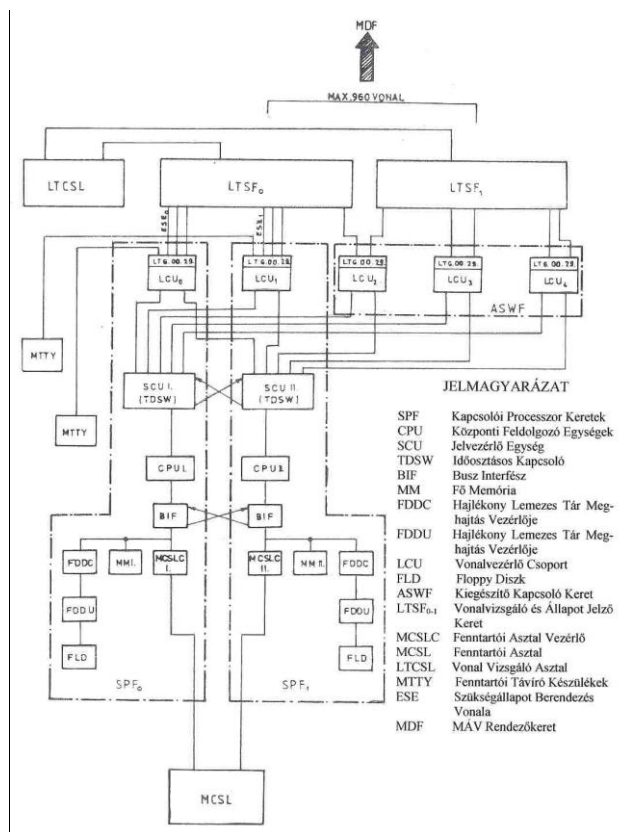 MDF
MAX.960 VONAL
LTCSL
LTSF₀
LTSF₁
ESE₀
ESE₁
LTG.00.29.
LTG.00.29.
LTG.00.29.
LTG.00.29.
LTG.00.29.
LCU₀
LCU₁
LCU₂
LCU₃
LCU₄
ASWF
MTTY
MTTY
SCU I.
(TDSW)
SCU II.
(TDSW)
CPU I.
CPU II.
BIF
BIF
FDDC
MM I.
MCSLC
I.
MCSLC
II.
MM II.
FDDC
FDDU
FDDU
FLD
FLD
SPF₀
SPF₁
MCSL
JELMAGYARÁZAT
SPF Kapcsolói Processzor Keretek
CPU Központi Feldolgozó Egységek
SCU Jelvezérlő Egység
TDSW Időosztásos Kapcsoló
BIF Busz Interfész
MM Fő Memória
FDDC Hajlékony Lemezes Tár Meg-
hajtás Vezérlője
FDDU Hajlékony Lemezes Tár Meg-
hajtás Vezérlője
LCU Vonalvezérlő Csoport
FLD Floppy Diszk
ASWF Kiegészítő Kapcsoló Keret
LTSF₀₋₁ Vonalvizsgáló és Állapot Jelző
Keret
MCSLC Fenntartói Asztal Vezérlő
MCSL Fenntartói Asztal
LTCSL Vonal Vizsgáló Asztal
MTTY Fenntartói Távíró Készülékek
ESE Szükségállapot Berendezés
Vonala
MDF MÁV Rendezőkeret